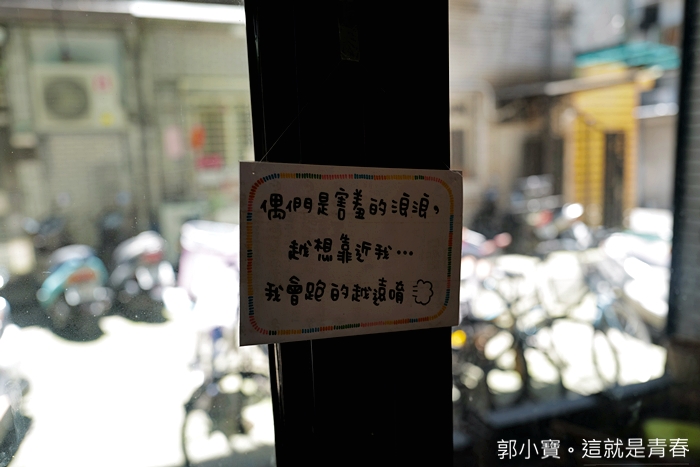 偶們是害羞的浪浪，
越想靠近我…
我會跑的越遠唷
郭小寶。這就是青春